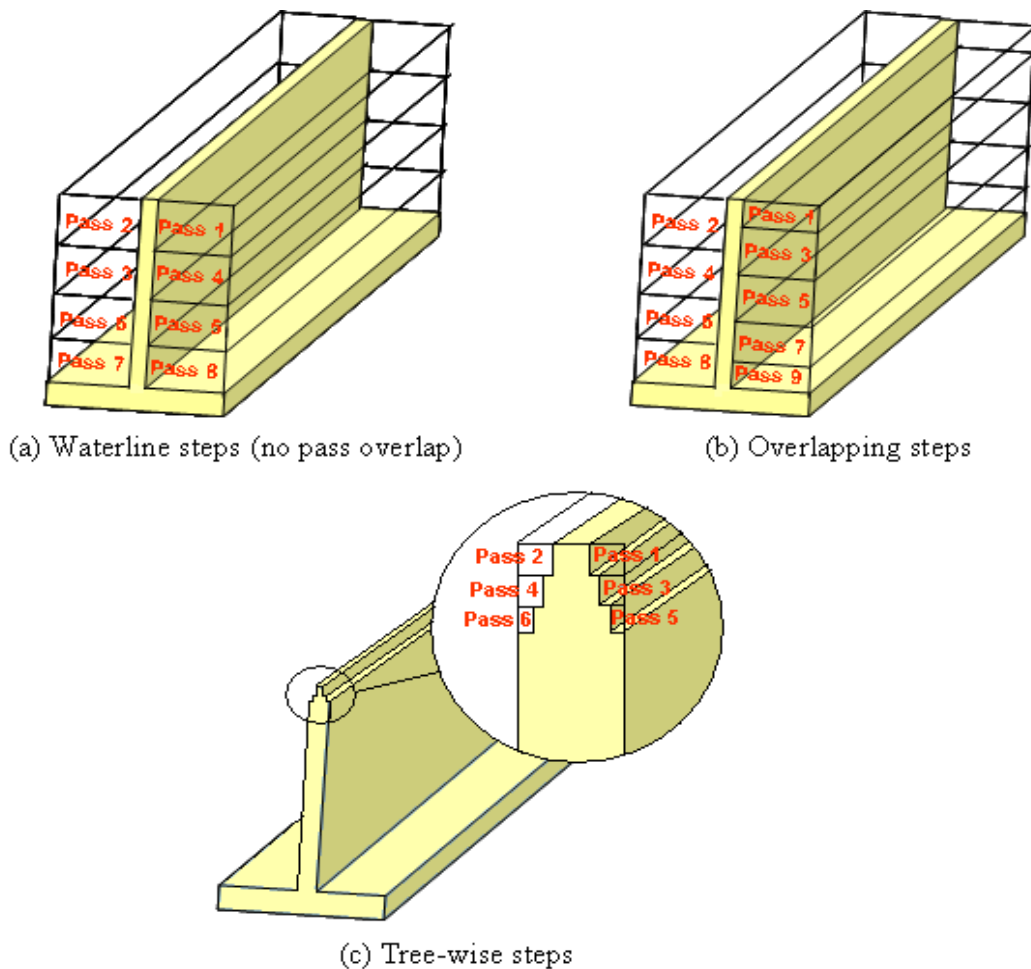 Pass 2 Pass 1
Pass 3 Pass 4
Pass 6 Pass 5
Pass 7 Pass 8
(a) Waterline steps (no pass overlap)
Pass 2 Pass 1
Pass 4 Pass 3
Pass 6 Pass 5
Pass 8 Pass 7
Pass 9
(b) Overlapping steps
Pass 2 Pass 1
Pass 4 Pass 3
Pass 6 Pass 5
(c) Tree-wise steps